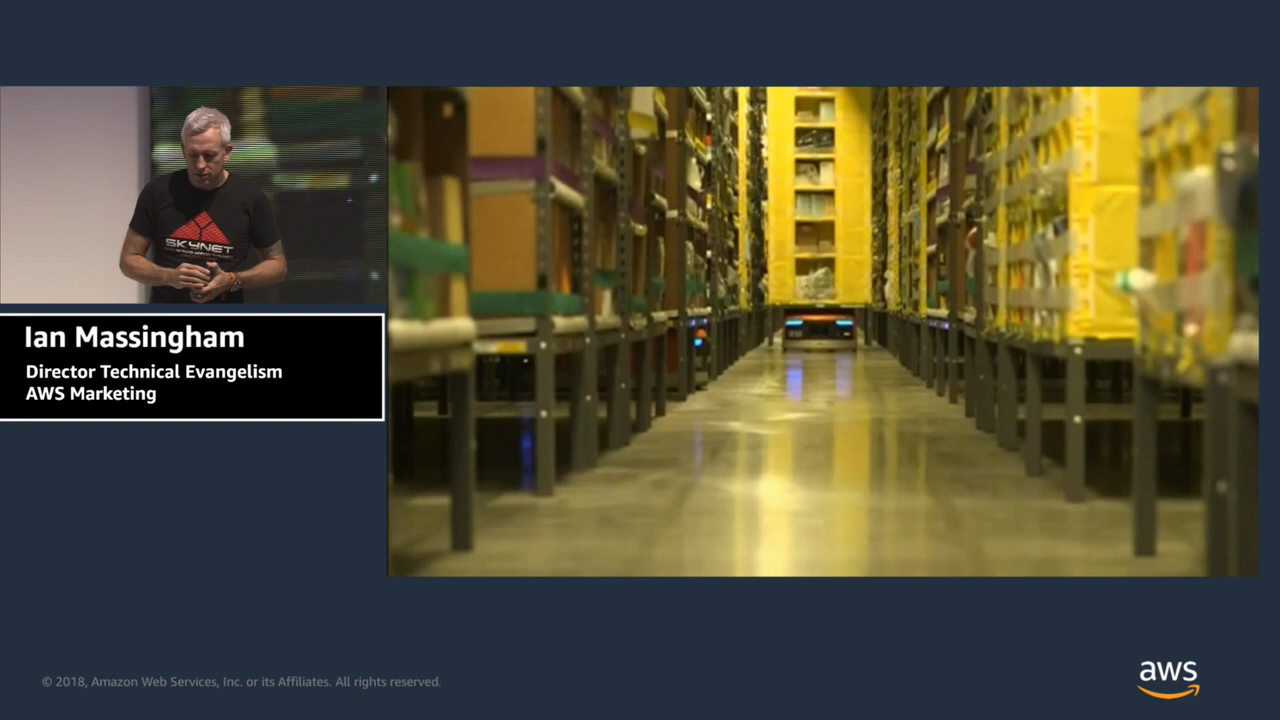 SKYNET
Ian Massingham
Director Technical Evangelism
AWS Marketing
© 2018, Amazon Web Services, Inc. or its Affiliates. All rights reserved.
aws